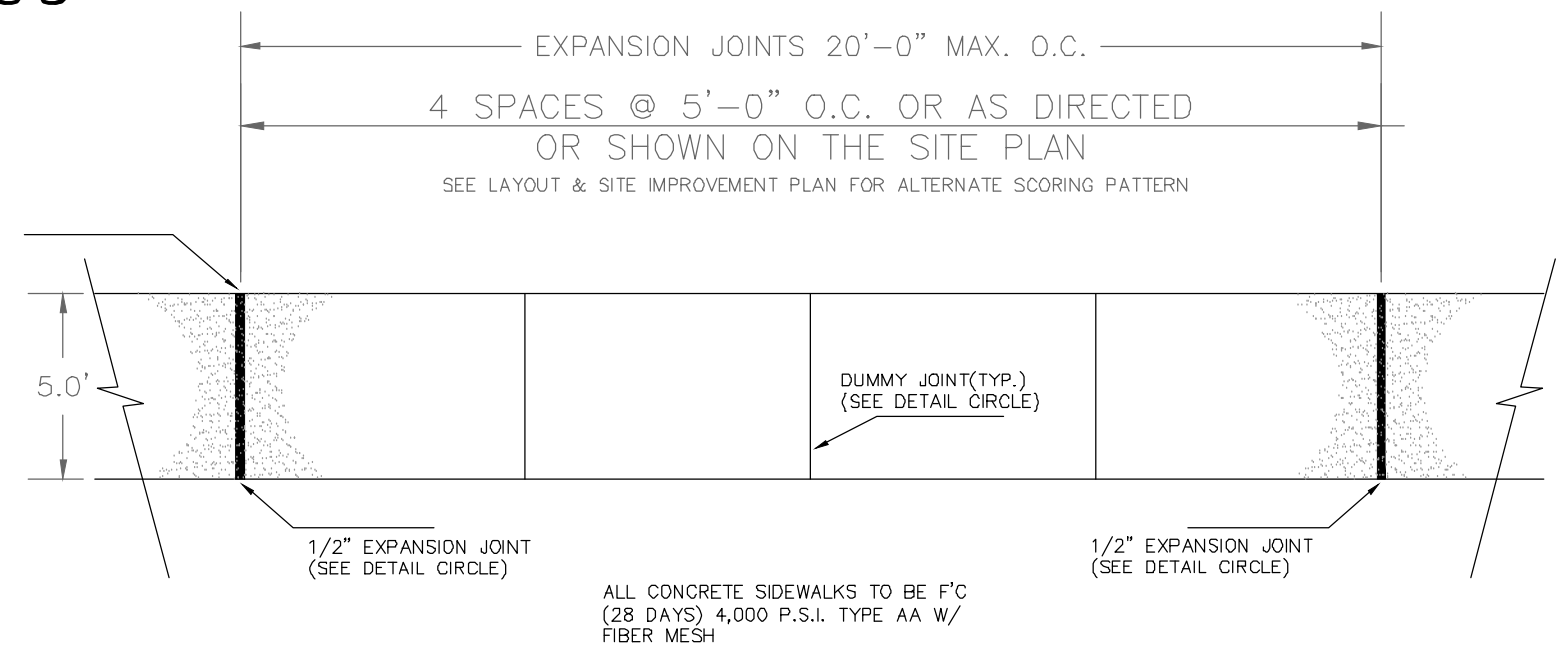 EXPANSION JOINTS 20'-0" MAX. O.C.
4 SPACES @ 5'-0" O.C. OR AS DIRECTED
OR SHOWN ON THE SITE PLAN
SEE LAYOUT & SITE IMPROVEMENT PLAN FOR ALTERNATE SCORING PATTERN
5.0'
DUMMY JOINT(TYP.)
(SEE DETAIL CIRCLE)
1/2" EXPANSION JOINT
(SEE DETAIL CIRCLE)
1/2" EXPANSION JOINT
(SEE DETAIL CIRCLE)
ALL CONCRETE SIDEWALKS TO BE F'C
(28 DAYS) 4,000 P.S.I. TYPE AA W/
FIBER MESH